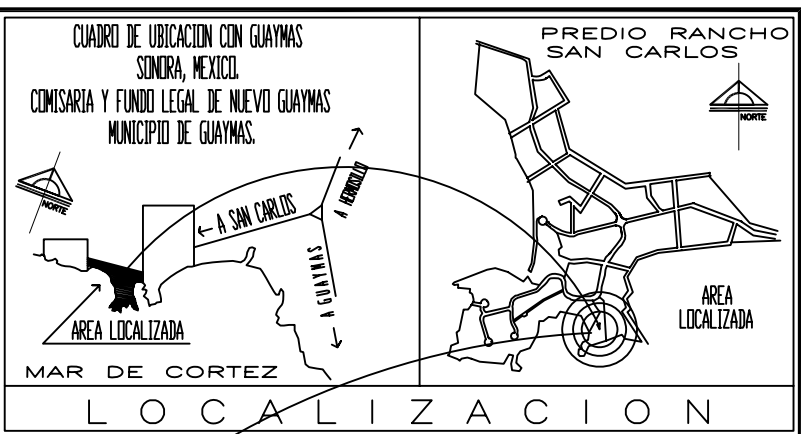 CUADRO DE UBICACION CON GUAYMAS
SONORA, MEXICO.
COMISARIA Y FUNDO LEGAL DE NUEVO GUAYMAS
MUNICIPIO DE GUAYMAS.
NORTE
← A SAN CARLOS
A HERMOSILLO
A GUAYMAS
AREA LOCALIZADA
MAR DE CORTEZ
PREDIO RANCHO
SAN CARLOS
NORTE
AREA
LOCALIZADA
LOCALIZACION